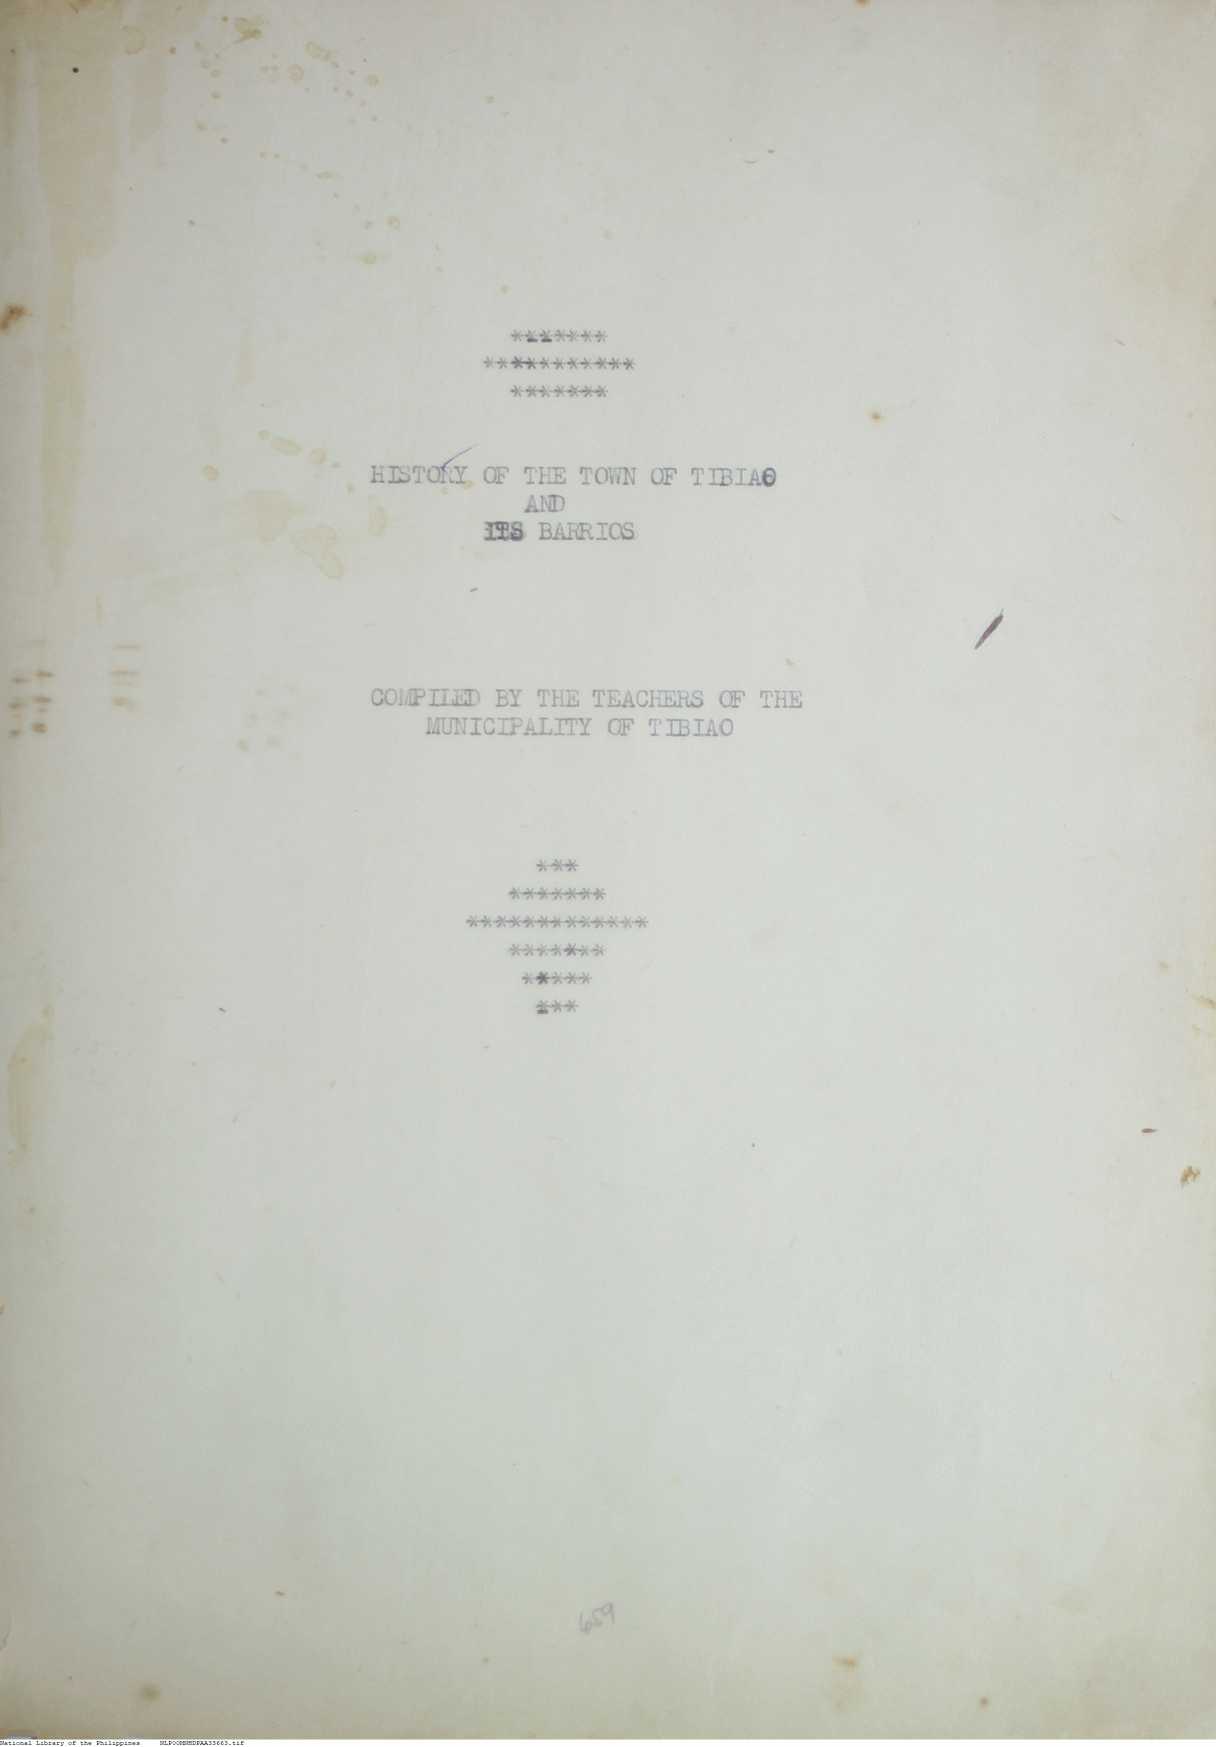 *******
***********
*******
HISTORY OF THE TOWN OF TIBIAO
AND
ITS BARRIOS
COMPILED BY THE TEACHERS OF THE
MUNICIPALITY OF TIBIAO
***
*******
*************
*******
*****
***
659
National Library of the Philippines